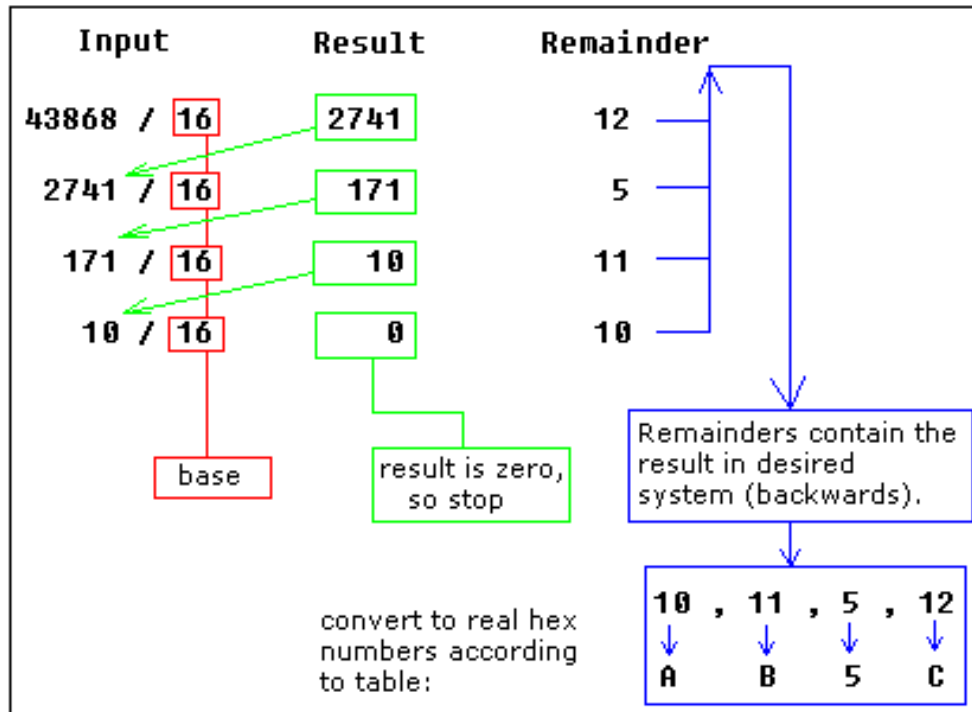 Input Result Remainder
43868 / 16 2741 12
2741 / 16 171 5
171 / 16 10 11
10 / 16 0 10
base
result is zero,
so stop
Remainders contain the
result in desired
system (backwards).
convert to real hex
numbers according
to table:
10 , 11 , 5 , 12
A B 5 C